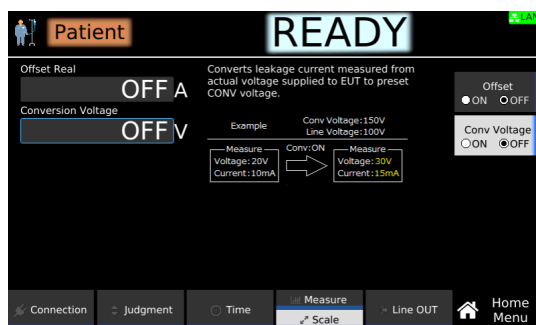 Patient
READY
LAN
Offset Real
OFF A
Conversion Voltage
OFF V
Converts leakage current measured from
actual voltage supplied to EUT to preset
CONV voltage.
Example
Conv Voltage:150V
Line Voltage:100V
Measure
Voltage:20V
Current:10mA
Conv:ON
Measure
Voltage:30V
Current:15mA
Offset
ON OFF
Conv Voltage
ON OFF
Connection
Judgment
Time
Measure
Scale
Line OUT
Home
Menu